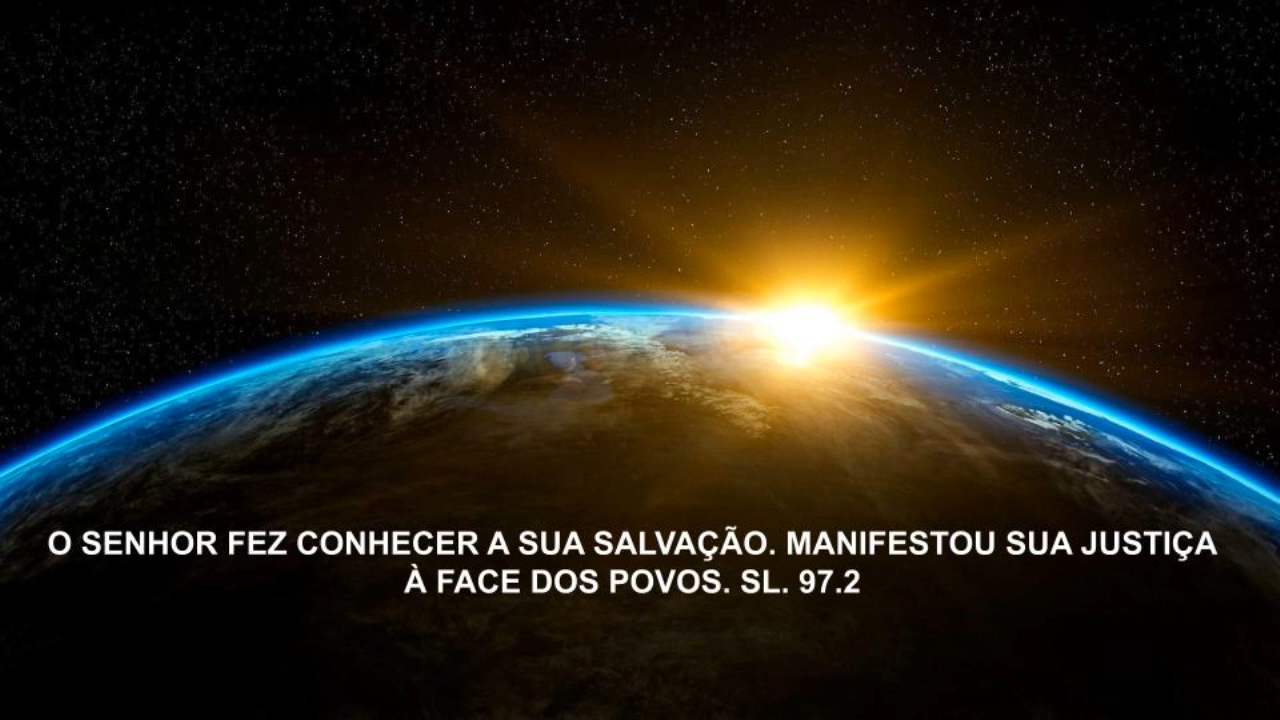 O SENHOR FEZ CONHECER A SUA SALVAÇÃO. MANIFESTOU SUA JUSTIÇA
À FACE DOS POVOS. SL. 97.2